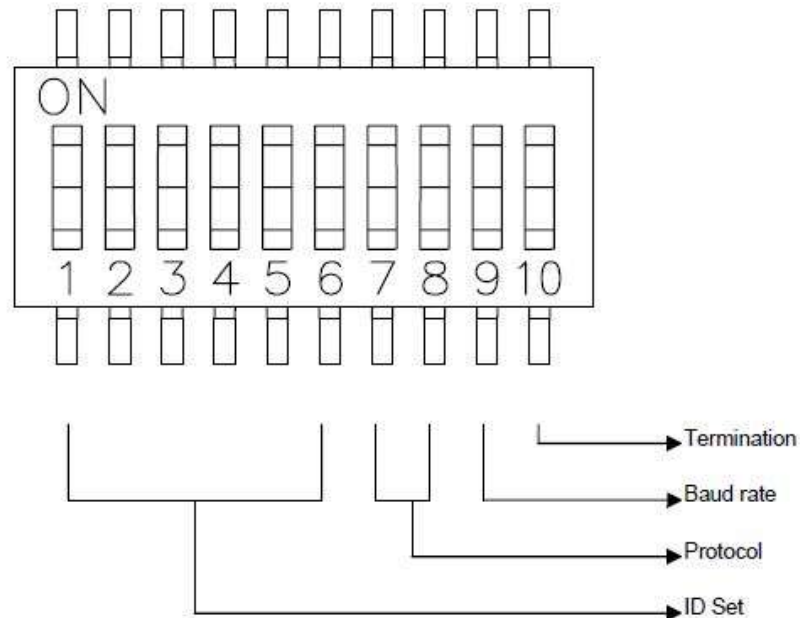 ON
1 2 3 4 5 6 7 8 9 10
Termination
Baud rate
Protocol
ID Set